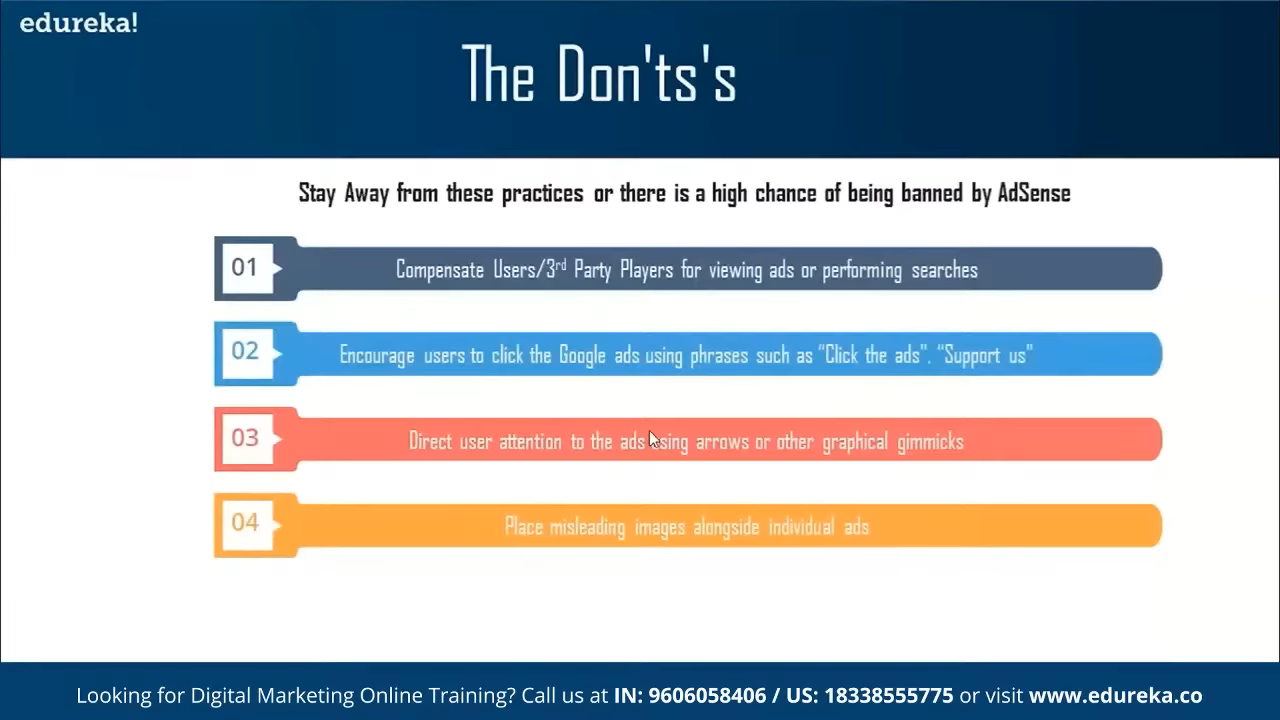 edureka!
The Don'ts's
Stay Away from these practices or there is a high chance of being banned by AdSense
01
Compensate Users/3rd Party Players for viewing ads or performing searches
02
Encourage users to click the Google ads using phrases such as “Click the ads”. “Support us”
03
Direct user attention to the ads using arrows or other graphical gimmicks
04
Place misleading images alongside individual ads
Looking for Digital Marketing Online Training? Call us at IN: 9606058406 / US: 18338555775 or visit www.edureka.co